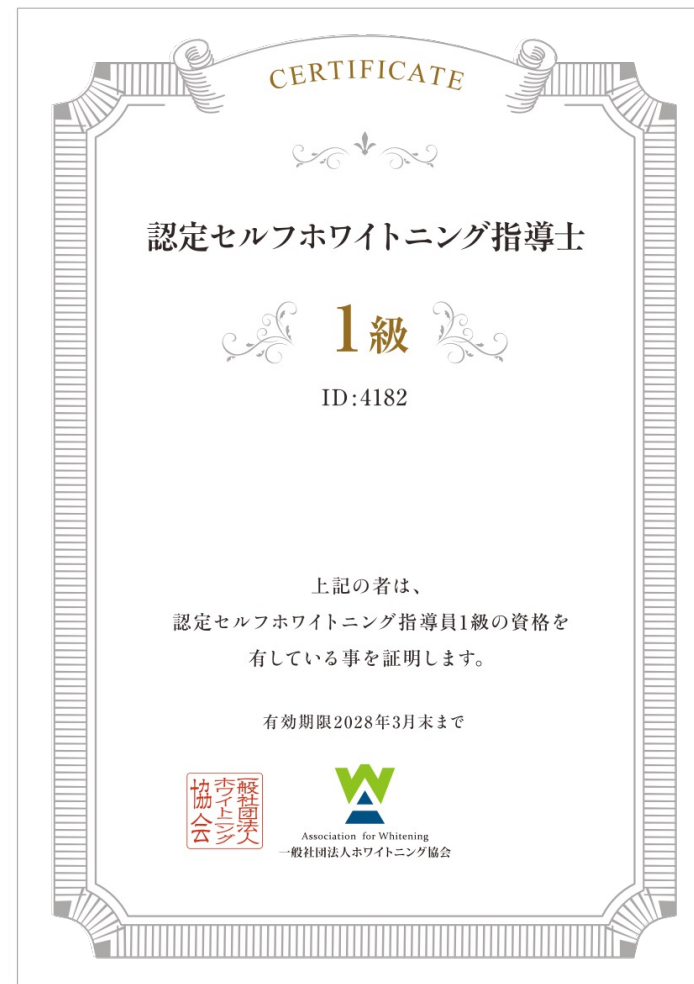 CERTIFICATE
認定セルフホワイトニング指導士
1級
ID:4182
上記の者は、
認定セルフホワイトニング指導員1級の資格を
有している事を証明します。
有効期限2028年3月末まで
一般社団法人
ホワイトニング
協会
Association for Whitening
一般社団法人ホワイトニング協会